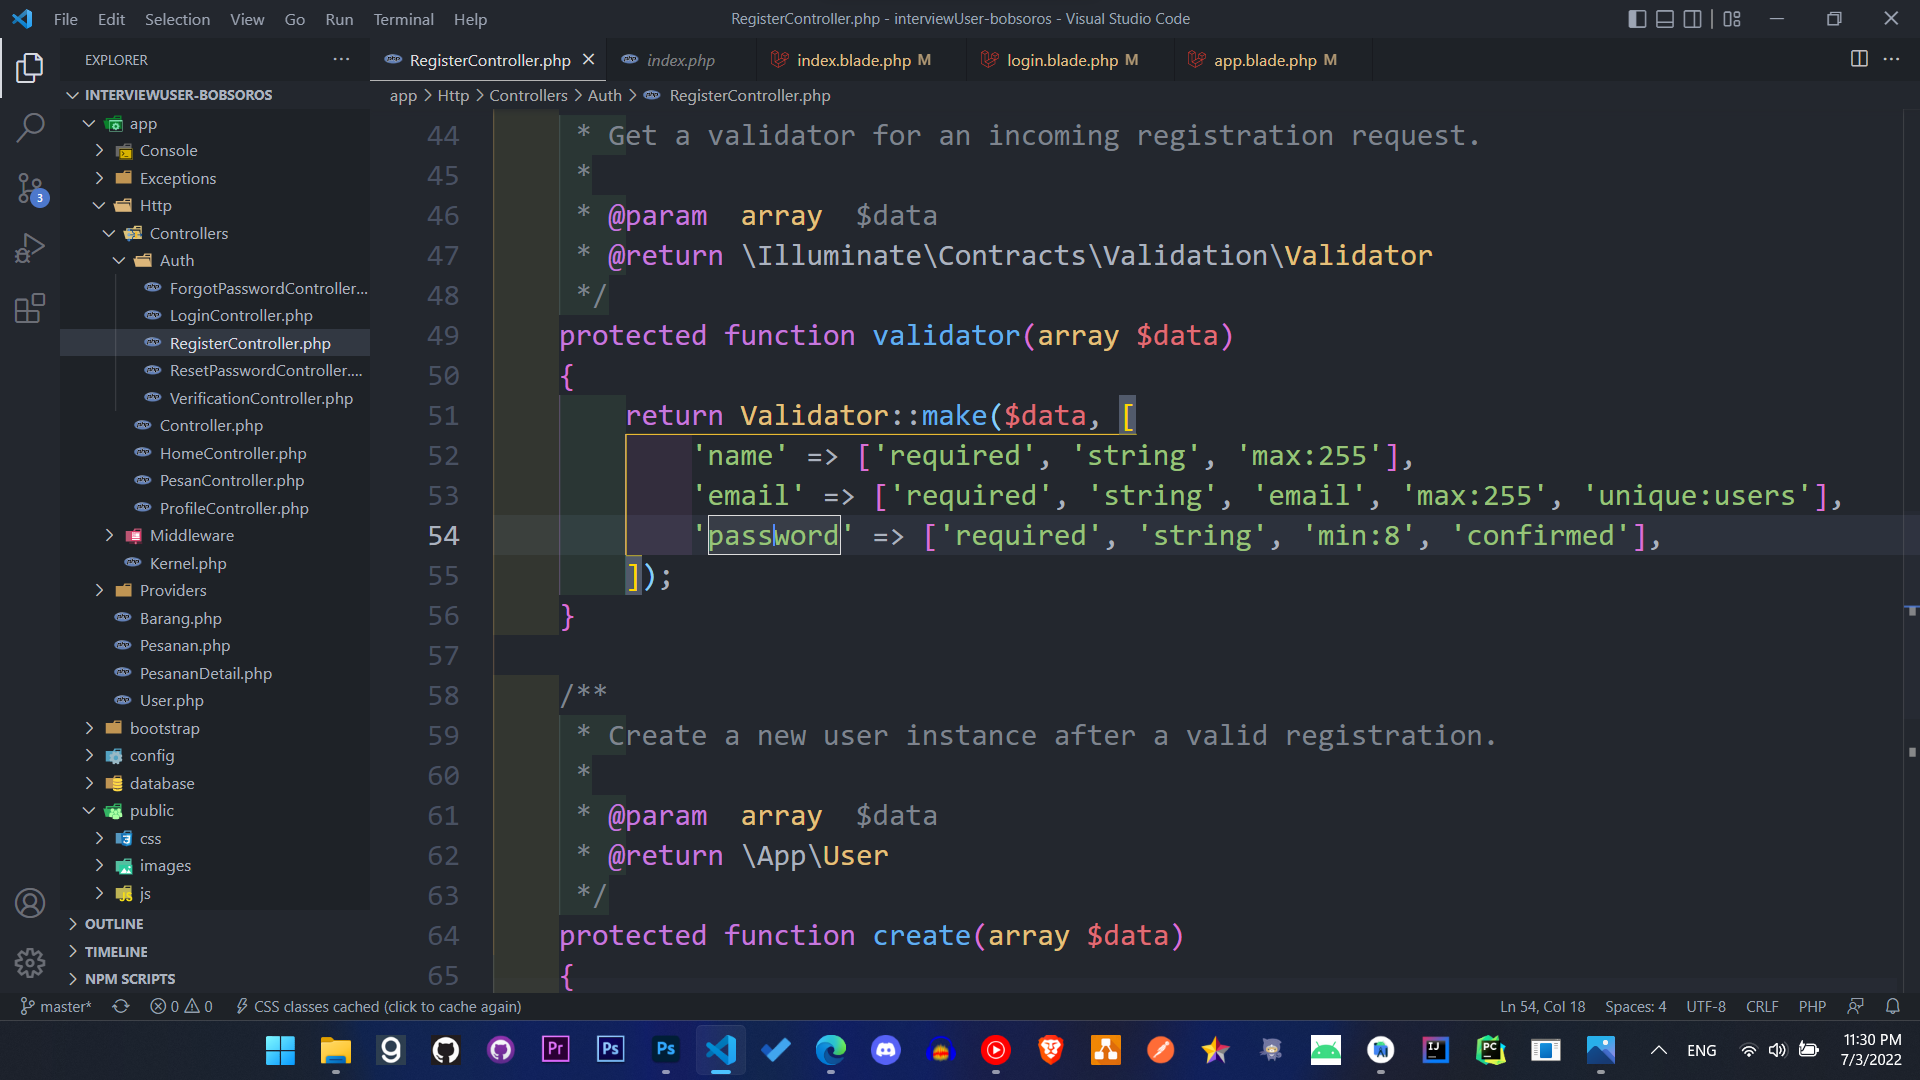 File Edit Selection View Go Run Terminal Help
RegisterController.php - interviewUser-bobsoros - Visual Studio Code
EXPLORER
RegisterController.php
index.php
index.blade.php M
login.blade.php M
app.blade.php M
INTERVIEWUSER-BOBSOROS
app > Http > Controllers > Auth > RegisterController.php
app
Console
Exceptions
Http
Controllers
Auth
ForgotPasswordController...
LoginController.php
RegisterController.php
ResetPasswordController....
VerificationController.php
Controller.php
HomeController.php
PesanController.php
ProfileController.php
Middleware
Kernel.php
Providers
Barang.php
Pesanan.php
PesananDetail.php
User.php
bootstrap
config
database
public
css
images
js
OUTLINE
TIMELINE
NPM SCRIPTS
3
44 * Get a validator for an incoming registration request.
45 *
46 * @param  array  $data
47 * @return \Illuminate\Contracts\Validation\Validator
48 */
49 protected function validator(array $data)
50 {
51 return Validator::make($data, [
52 'name' => ['required', 'string', 'max:255'],
53 'email' => ['required', 'string', 'email', 'max:255', 'unique:users'],
54 'password' => ['required', 'string', 'min:8', 'confirmed'],
55 ]);
56 }
57
58 /**
59 * Create a new user instance after a valid registration.
60 *
61 * @param  array  $data
62 * @return \App\User
63 */
64 protected function create(array $data)
65 {
master* 0 0 CSS classes cached (click to cache again)
Ln 54, Col 18 Spaces: 4 UTF-8 CRLF PHP
Pr Ps Ps IJ PC
ENG
11:30 PM
7/3/2022